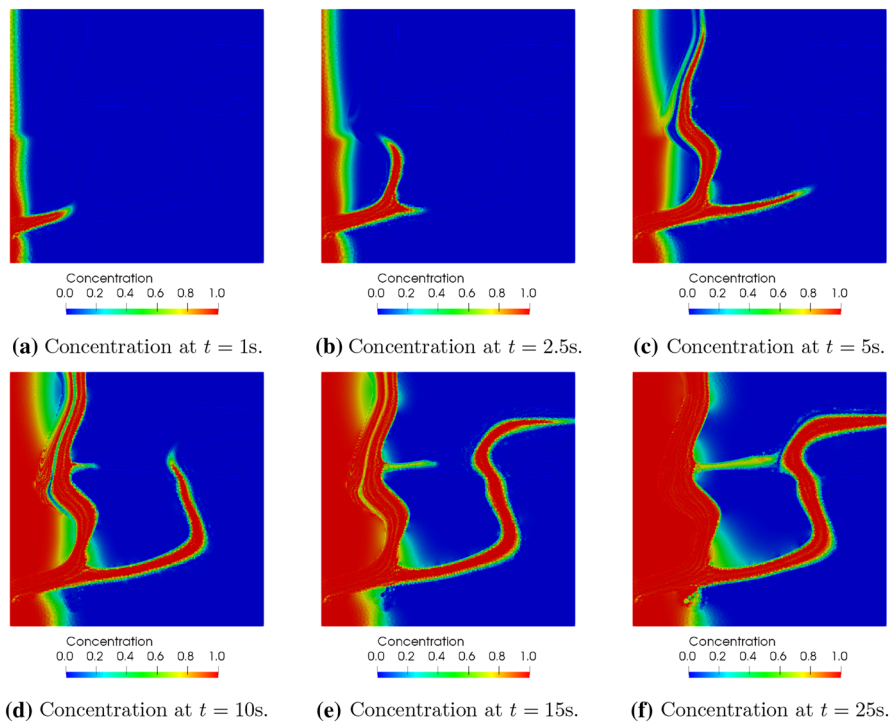 Concentration
0.0 0.2 0.4 0.6 0.8 1.0
Concentration
0.0 0.2 0.4 0.6 0.8 1.0
Concentration
0.0 0.2 0.4 0.6 0.8 1.0
(a) Concentration at t = 1s.
(b) Concentration at t = 2.5s.
(c) Concentration at t = 5s.
Concentration
0.0 0.2 0.4 0.6 0.8 1.0
Concentration
0.0 0.2 0.4 0.6 0.8 1.0
Concentration
0.0 0.2 0.4 0.6 0.8 1.0
(d) Concentration at t = 10s.
(e) Concentration at t = 15s.
(f) Concentration at t = 25s.